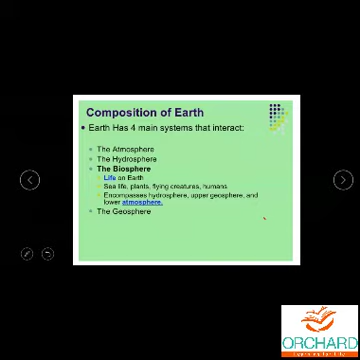 Composition of Earth
Earth Has 4 main systems that interact:
The Atmosphere
The Hydrosphere
The Biosphere
Life on Earth
Sea life, plants, flying creatures, humans
Encompasses hydrosphere, upper geosphere, and
lower atmosphere.
The Geosphere
ORCHARD